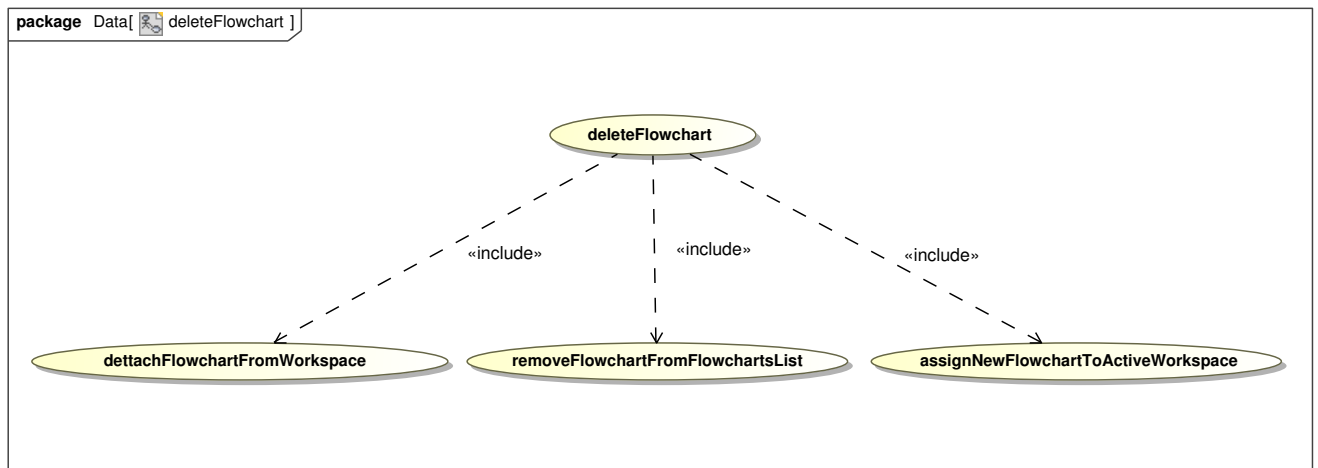 package Data[ deleteFlowchart ]
deleteFlowchart
«include» «include» «include»
dettachFlowchartFromWorkspace removeFlowchartFromFlowchartsList assignNewFlowchartToActiveWorkspace